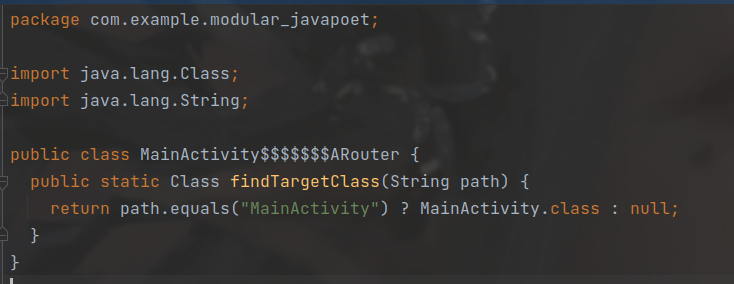 package com.example.modular_javapoet;
import java.lang.Class;
import java.lang.String;
public class MainActivity$$$$$$$ARouter {
  public static Class findTargetClass(String path) {
    return path.equals("MainActivity") ? MainActivity.class : null;
  }
}